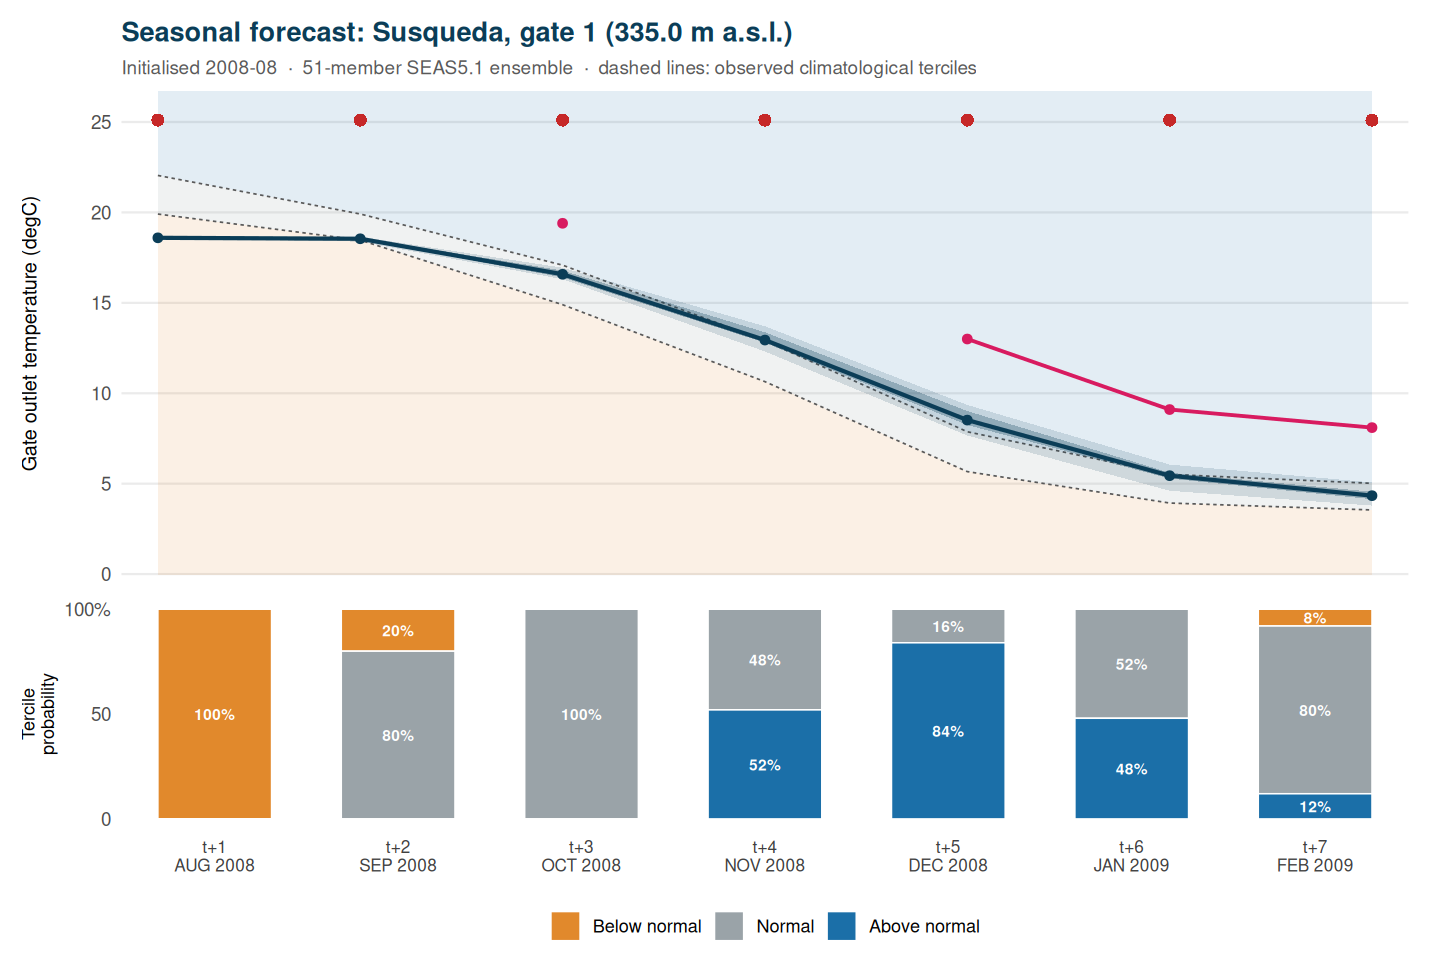 Seasonal forecast: Susqueda, gate 1 (335.0 m a.s.l.)
Initialised 2008-08 · 51-member SEAS5.1 ensemble · dashed lines: observed climatological terciles
Gate outlet temperature (degC)
25
20
15
10
5
0
Tercile
probability
100%
50
0
100%
20%
80%
100%
48%
52%
16%
84%
52%
48%
8%
80%
12%
t+1
AUG 2008
t+2
SEP 2008
t+3
OCT 2008
t+4
NOV 2008
t+5
DEC 2008
t+6
JAN 2009
t+7
FEB 2009
Below normal
Normal
Above normal